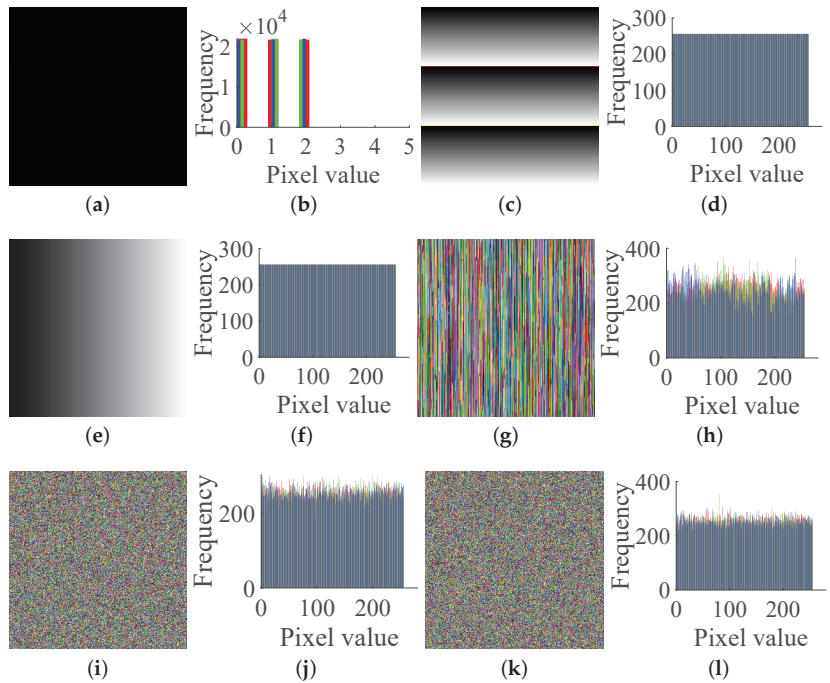 ×10⁴
Frequency
2
1
0
0 1 2 3 4 5
Pixel value
Frequency
300
200
100
0
0 100 200
Pixel value
(a) (b) (c) (d)
Frequency
300
200
100
0
0 100 200
Pixel value
Frequency
400
200
0
0 200
Pixel value
(e) (f) (g) (h)
Frequency
200
0
0 100 200
Pixel value
Frequency
400
200
0
0 100 200
Pixel value
(i) (j) (k) (l)